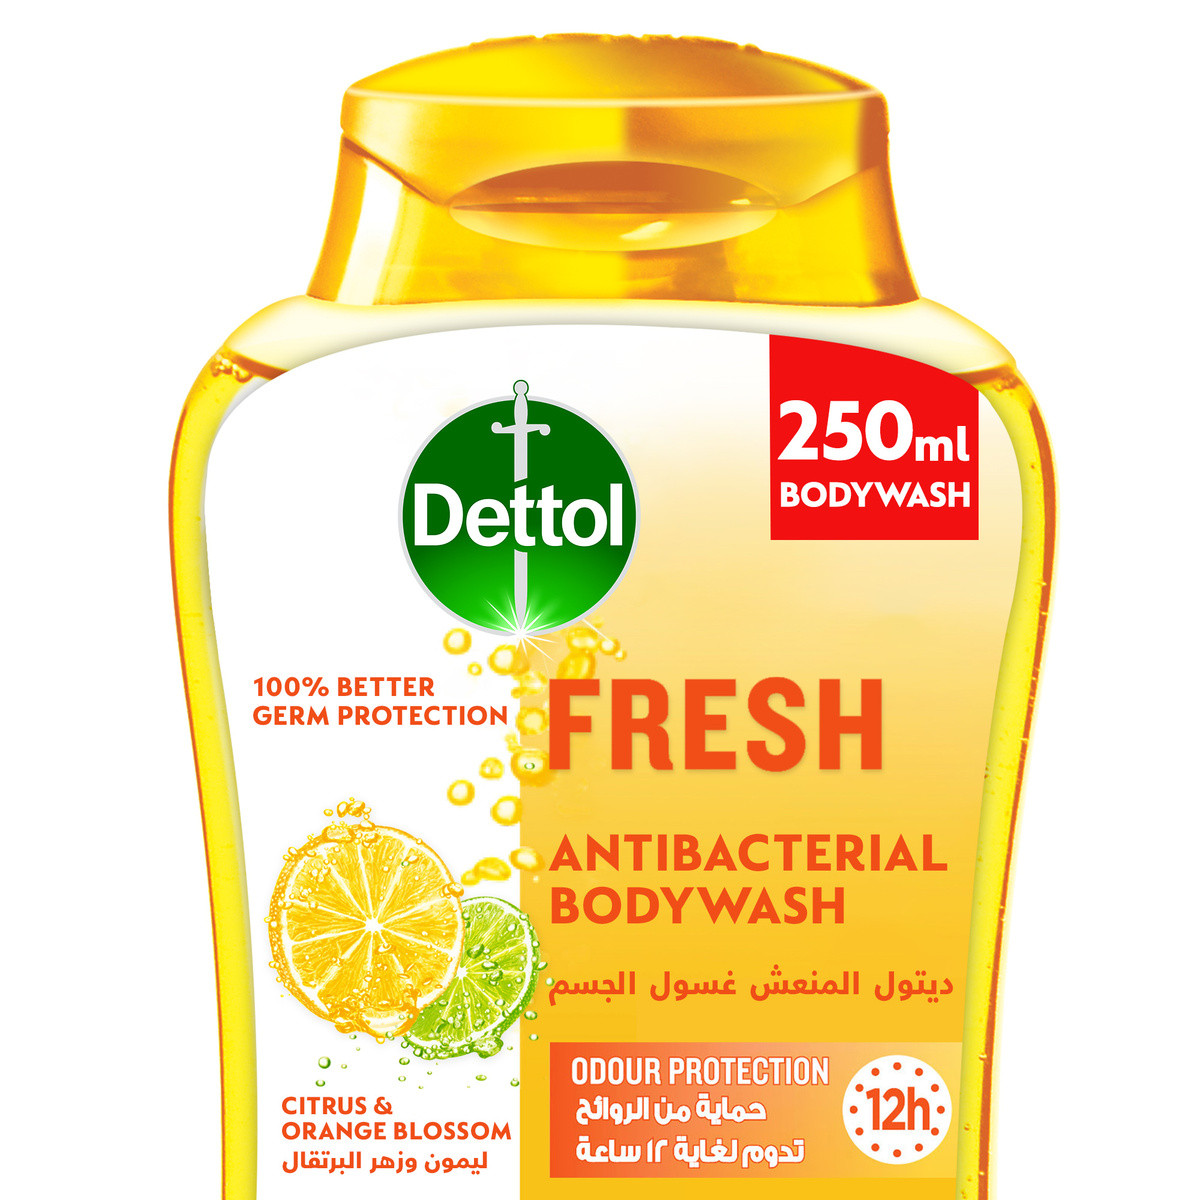 250ml
BODYWASH
Dettol
100% BETTER
GERM PROTECTION
FRESH
ANTIBACTERIAL
BODYWASH
ديتول المنعش غسول الجسم
ODOUR PROTECTION
حماية من الروائح
تدوم لغاية ١٢ ساعة
12h
CITRUS &
ORANGE BLOSSOM
ليمون وزهر البرتقال